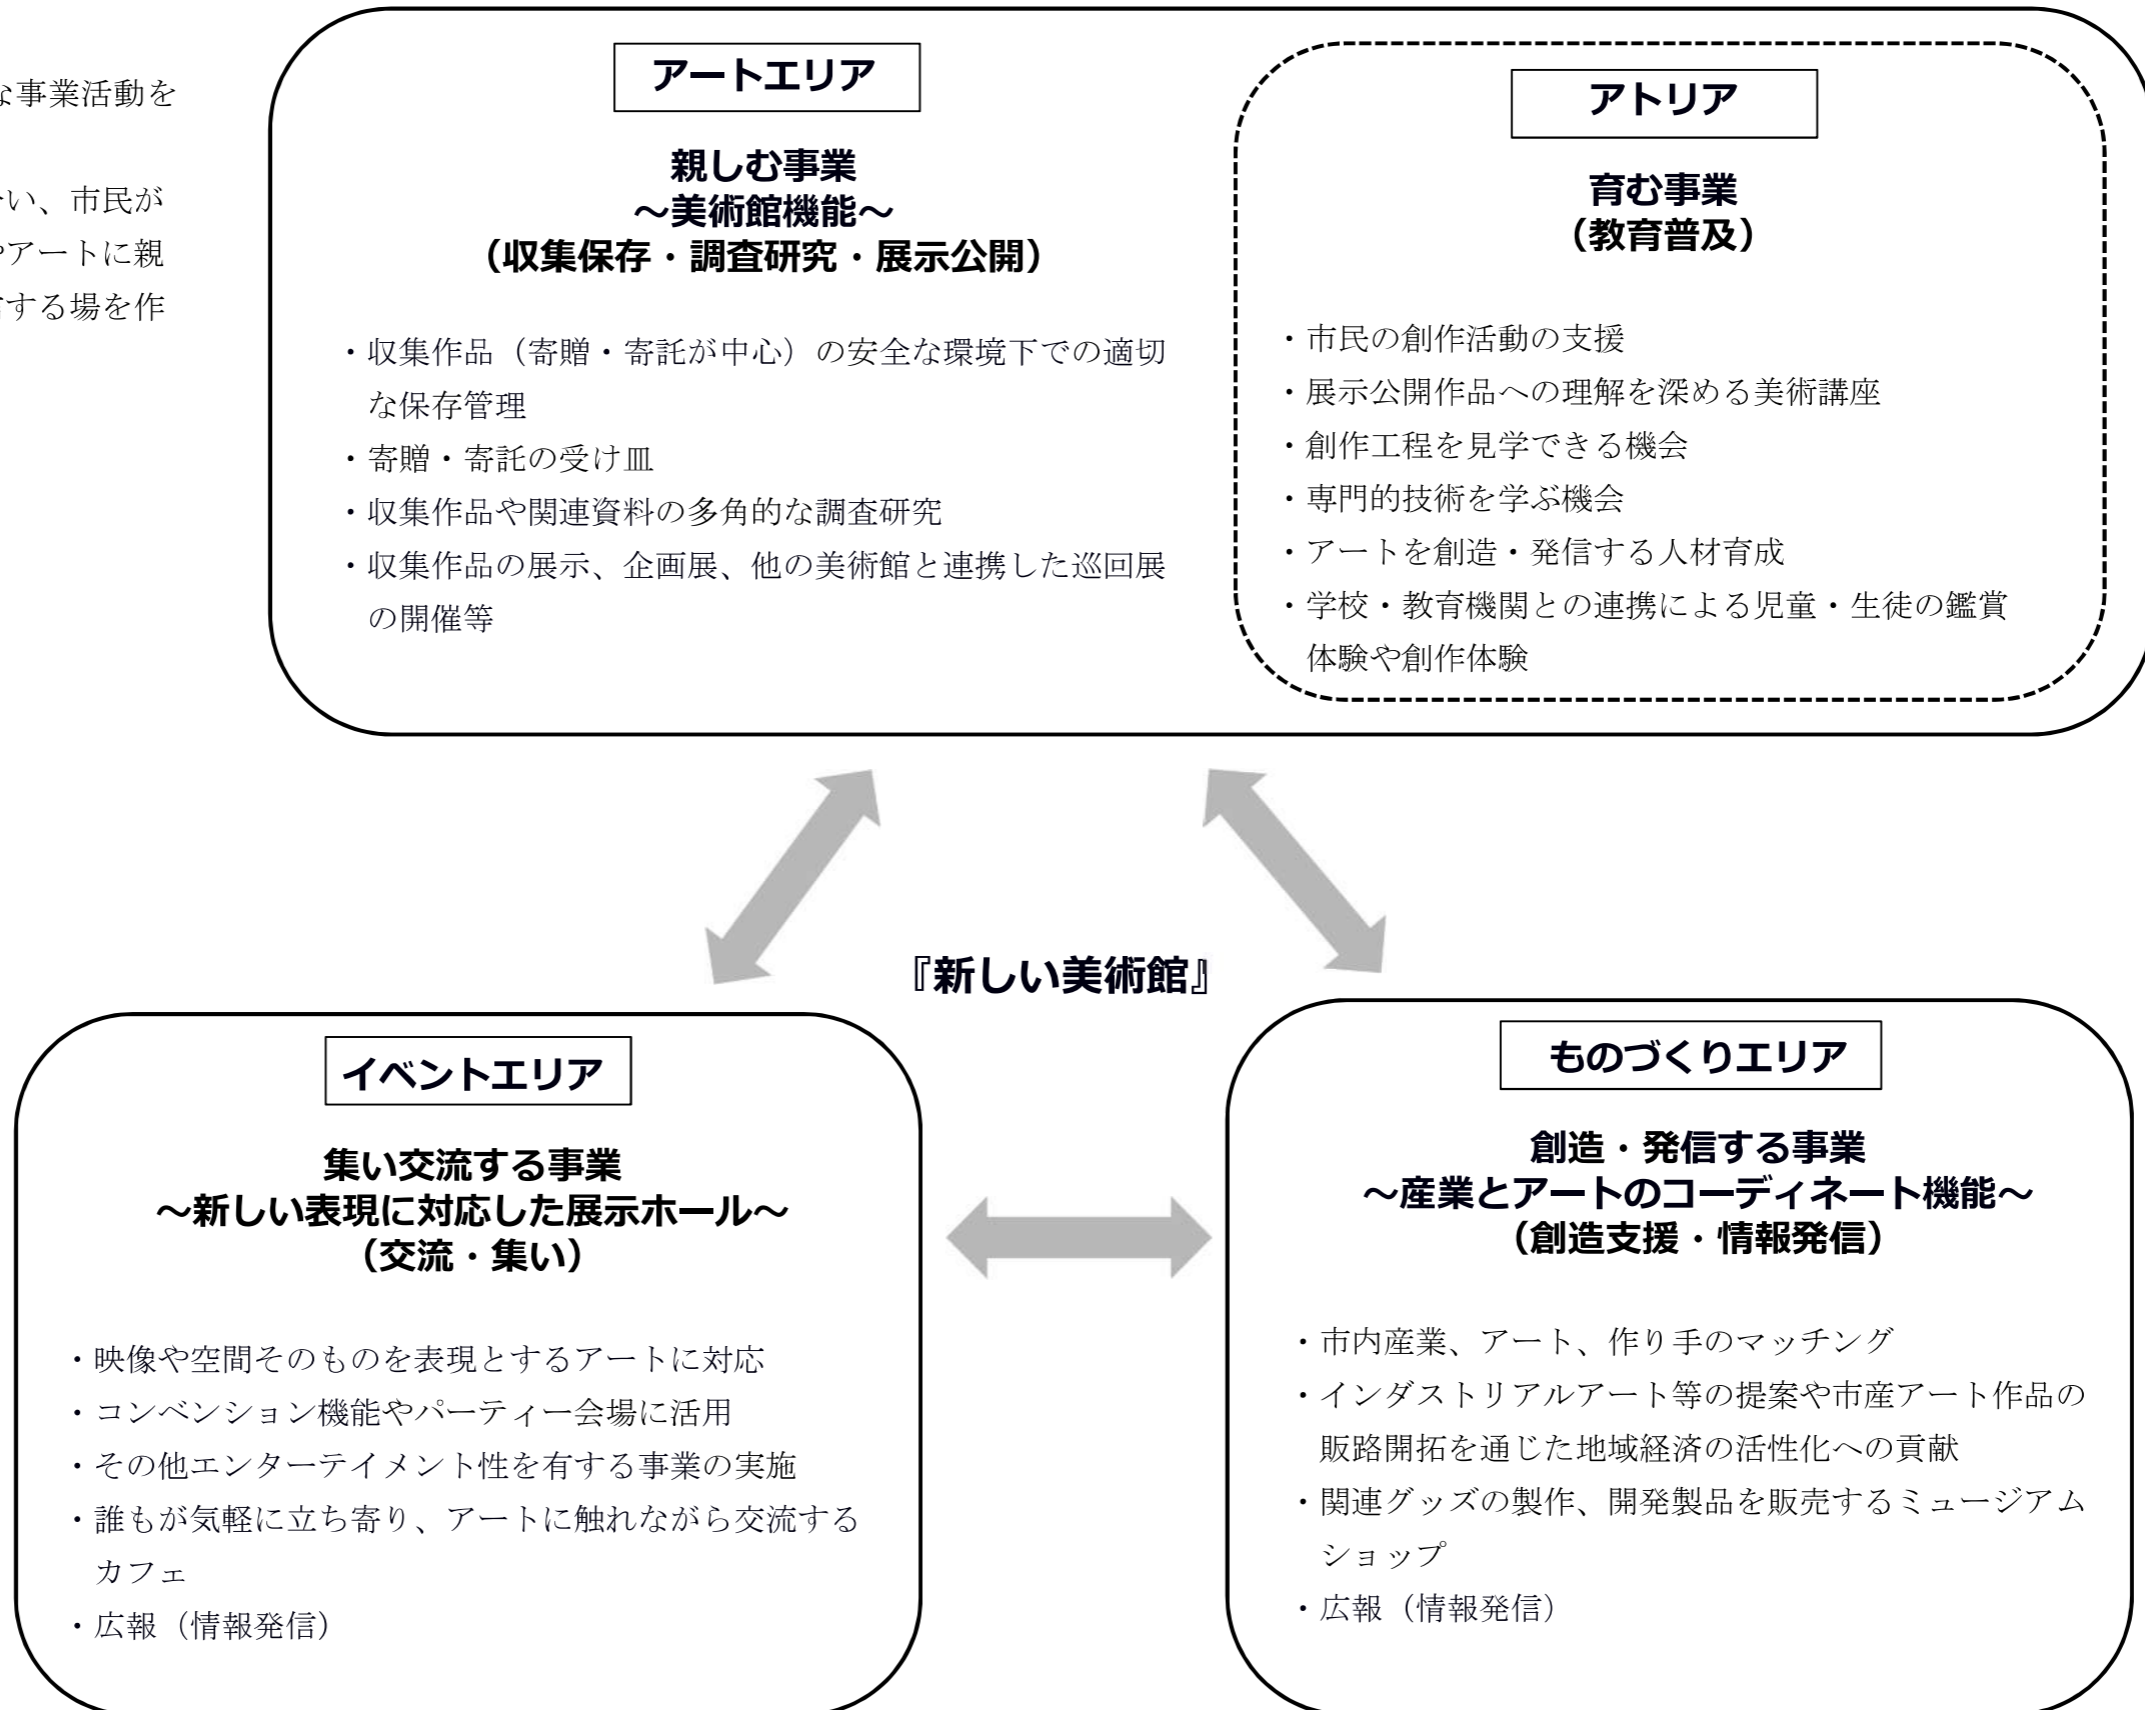 な事業活動を
い、市民が
やアートに親
する場を作
アートエリア
親しむ事業
～美術館機能～
（収集保存・調査研究・展示公開）
・収集作品（寄贈・寄託が中心）の安全な環境下での適切
な保存管理
・寄贈・寄託の受け皿
・収集作品や関連資料の多角的な調査研究
・収集作品の展示、企画展、他の美術館と連携した巡回展
の開催等
アトリア
育む事業
（教育普及）
・市民の創作活動の支援
・展示公開作品への理解を深める美術講座
・創作工程を見学できる機会
・専門的技術を学ぶ機会
・アートを創造・発信する人材育成
・学校・教育機関との連携による児童・生徒の鑑賞
体験や創作体験
『新しい美術館』
イベントエリア
集い交流する事業
～新しい表現に対応した展示ホール～
（交流・集い）
・映像や空間そのものを表現とするアートに対応
・コンベンション機能やパーティー会場に活用
・その他エンターテイメント性を有する事業の実施
・誰もが気軽に立ち寄り、アートに触れながら交流する
カフェ
・広報（情報発信）
ものづくりエリア
創造・発信する事業
～産業とアートのコーディネート機能～
（創造支援・情報発信）
・市内産業、アート、作り手のマッチング
・インダストリアルアート等の提案や市産アート作品の
販路開拓を通じた地域経済の活性化への貢献
・関連グッズの製作、開発製品を販売するミュージアム
ショップ
・広報（情報発信）